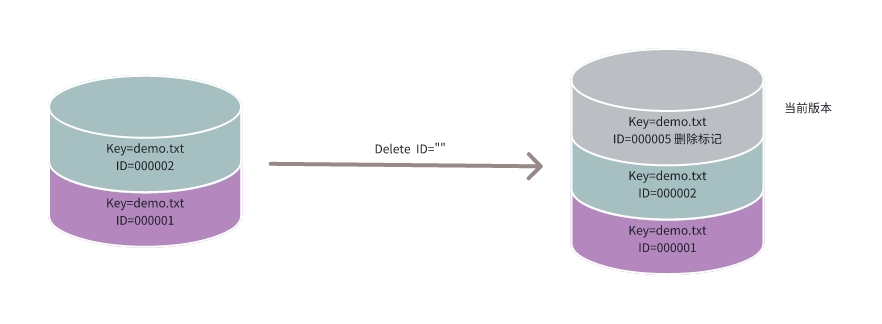 Key=demo.txt
ID=000002
Key=demo.txt
ID=000001
Delete ID=""
Key=demo.txt
ID=000005 删除标记
Key=demo.txt
ID=000002
Key=demo.txt
ID=000001
当前版本